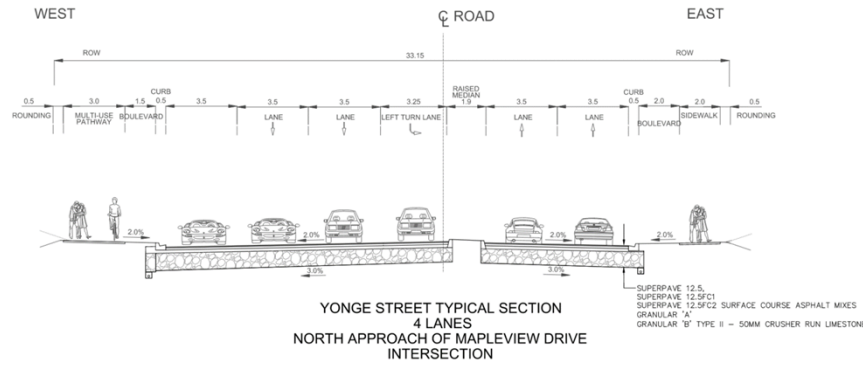 WEST
℄ ROAD
EAST
ROW
33.15
ROW
0.5
3.0
1.5
CURB
0.5
3.5
3.5
3.5
3.25
RAISED
MEDIAN
1.9
3.5
3.5
CURB
0.5
2.0
2.0
0.5
ROUNDING
MULTI-USE
PATHWAY
BOULEVARD
LANE
LANE
LEFT TURN LANE
LANE
LANE
BOULEVARD
SIDEWALK
ROUNDING
2.0%
2.0%
2.0%
2.0%
3.0%
3.0%
SUPERPAVE 12.5,
SUPERPAVE 12.5FC1
SUPERPAVE 12.5FC2 SURFACE COURSE ASPHALT MIXES
GRANULAR 'A'
GRANULAR 'B' TYPE II – 50MM CRUSHER RUN LIMESTONE
YONGE STREET TYPICAL SECTION
4 LANES
NORTH APPROACH OF MAPLEVIEW DRIVE
INTERSECTION